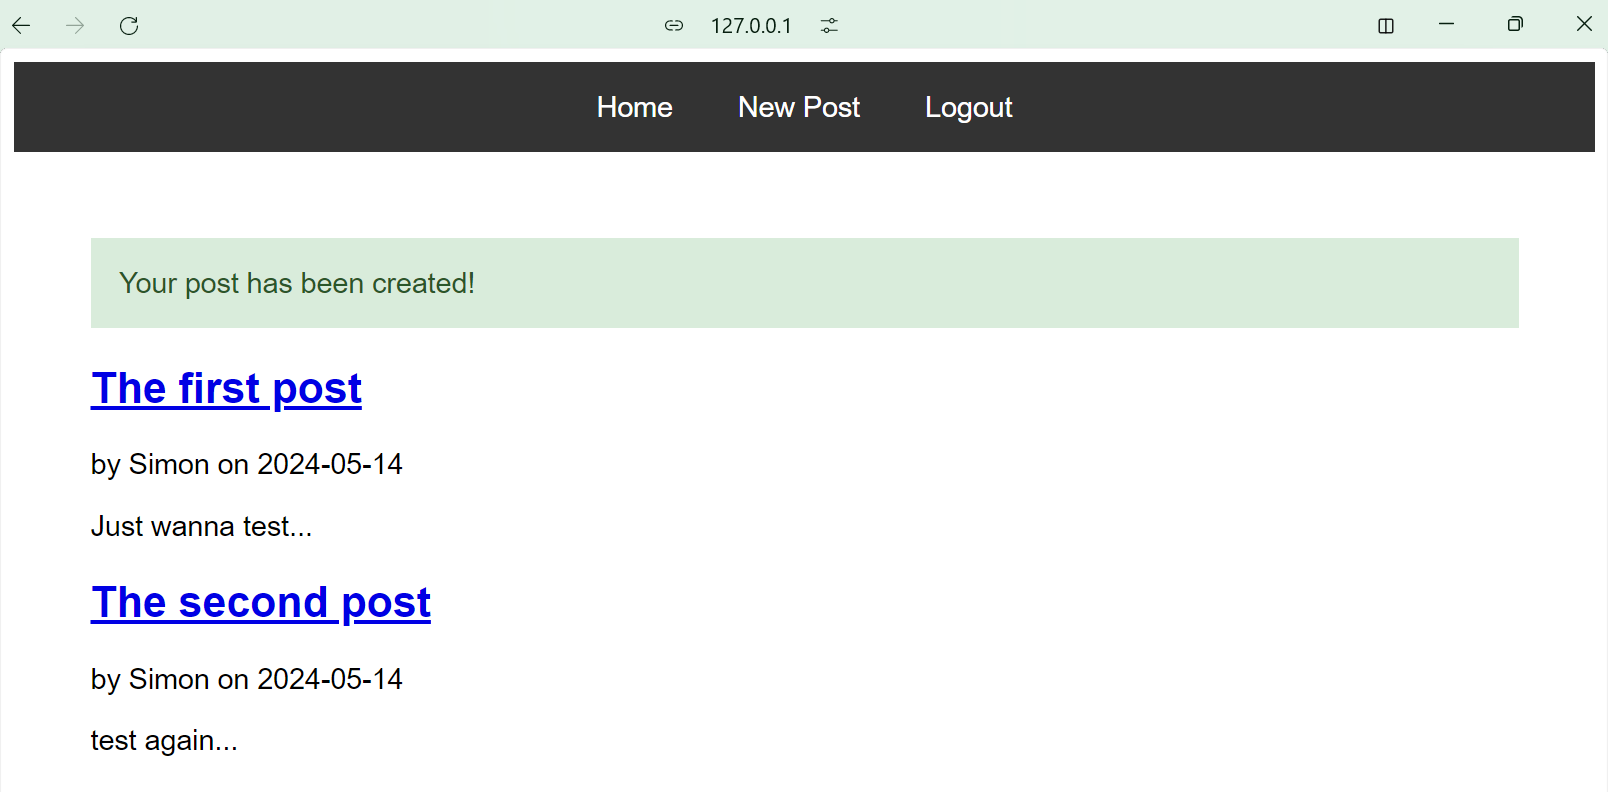 127.0.0.1
Home New Post Logout
Your post has been created!
The first post
by Simon on 2024-05-14
Just wanna test...
The second post
by Simon on 2024-05-14
test again...